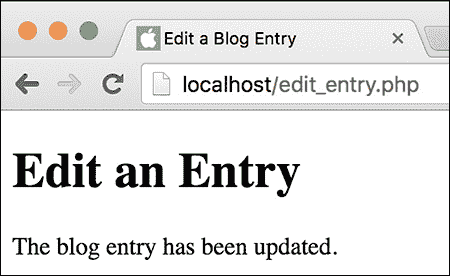 Edit a Blog Entry
localhost/edit_entry.php
Edit an Entry
The blog entry has been updated.